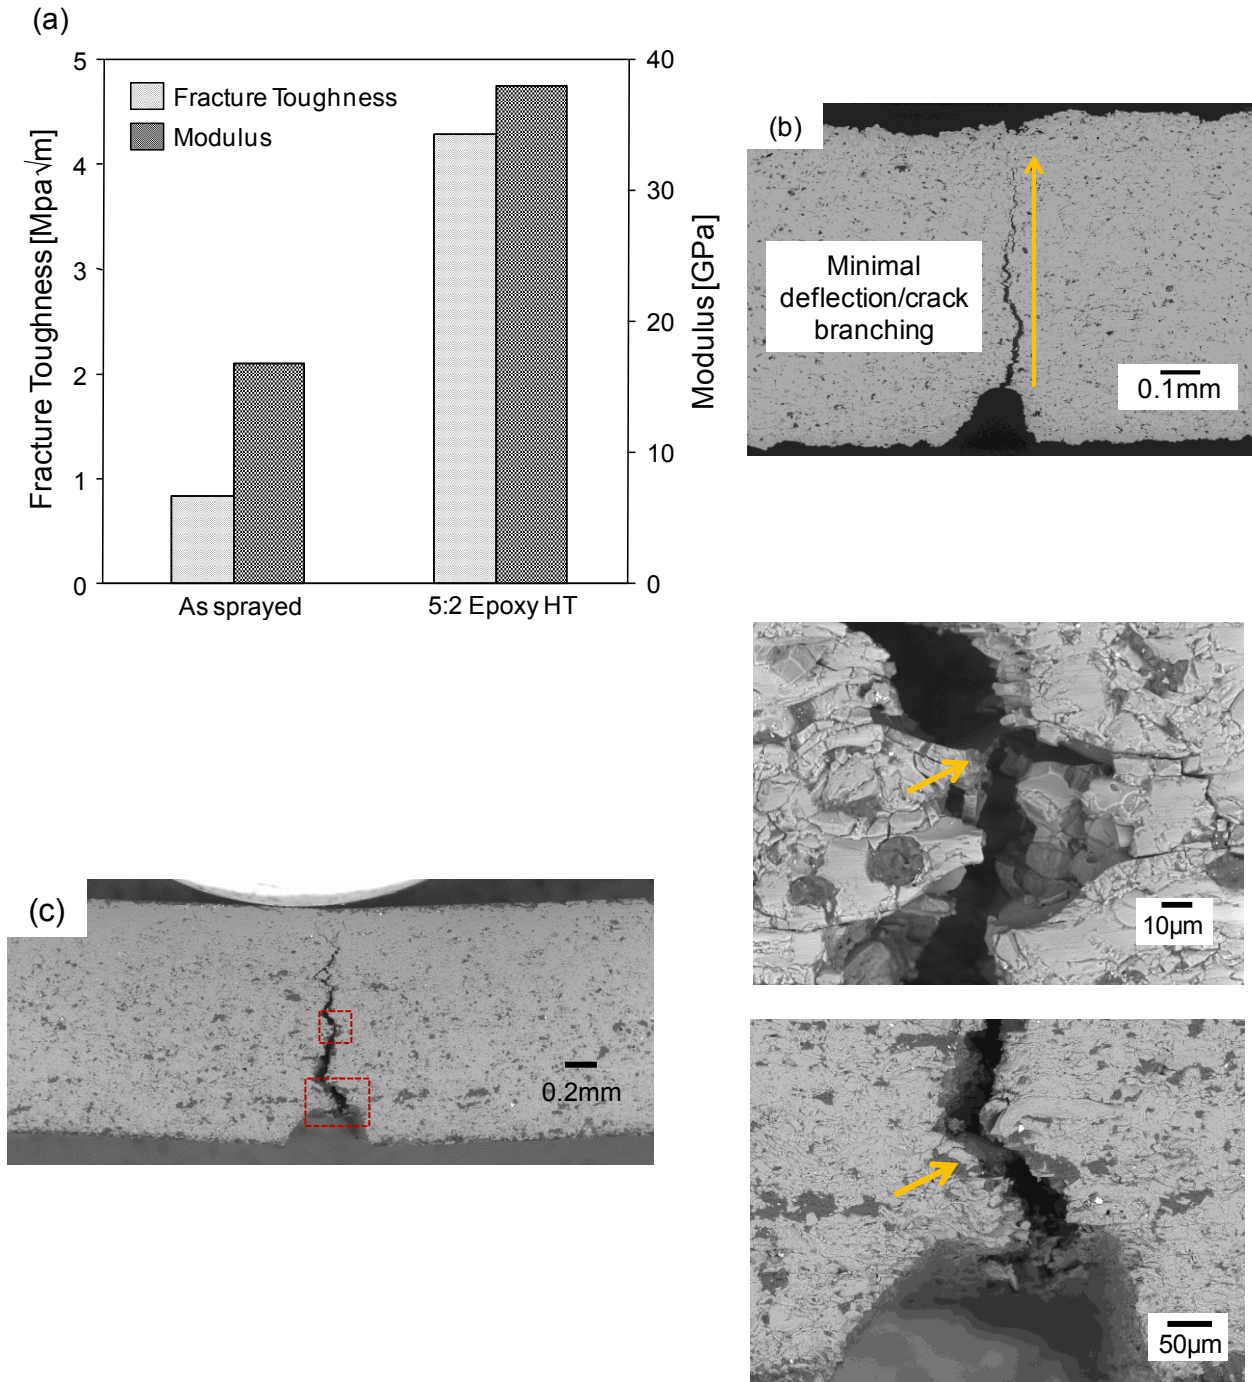 (a)
5
4
3
2
1
0
Fracture Toughness [Mpa √m]
Fracture Toughness
Modulus
40
30
20
10
0
Modulus [GPa]
As sprayed
5:2 Epoxy HT
(b)
Minimal
deflection/crack
branching
0.1mm
10µm
(c)
0.2mm
50µm